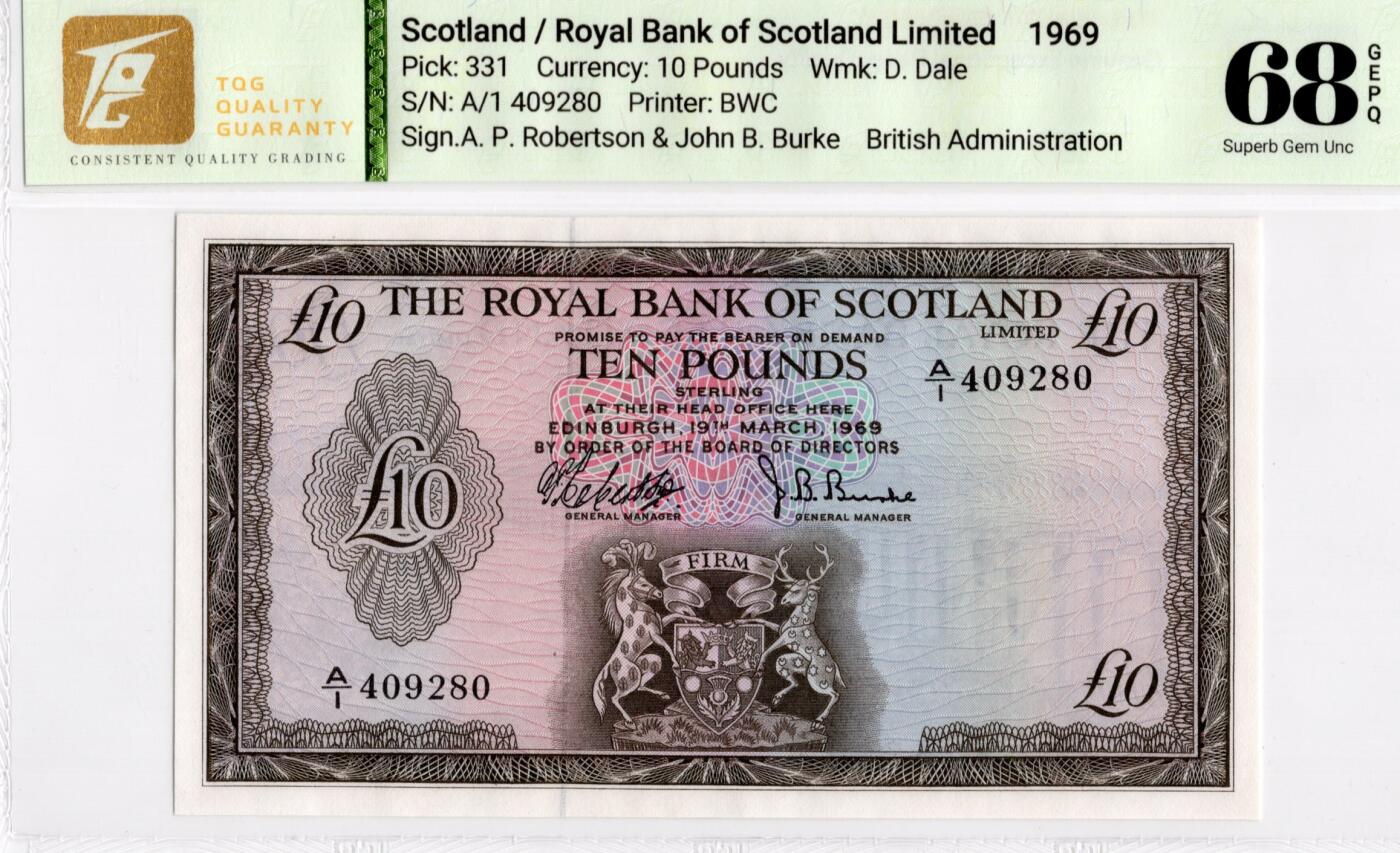 TQG
QUALITY
GUARANTY
CONSISTENT QUALITY GRADING
Scotland / Royal Bank of Scotland Limited 1969
Pick: 331 Currency: 10 Pounds Wmk: D. Dale
S/N: A/1 409280 Printer: BWC
Sign.A. P. Robertson & John B. Burke British Administration
68
GEPQ
Superb Gem Unc
£10 THE ROYAL BANK OF SCOTLAND £10
LIMITED
PROMISE TO PAY THE BEARER ON DEMAND
TEN POUNDS
A/1 409280
STERLING
AT THEIR HEAD OFFICE HERE
EDINBURGH, 19TH MARCH, 1969
BY ORDER OF THE BOARD OF DIRECTORS
£10
J.B. Burke
GENERAL MANAGER GENERAL MANAGER
FIRM
A/1 409280
£10